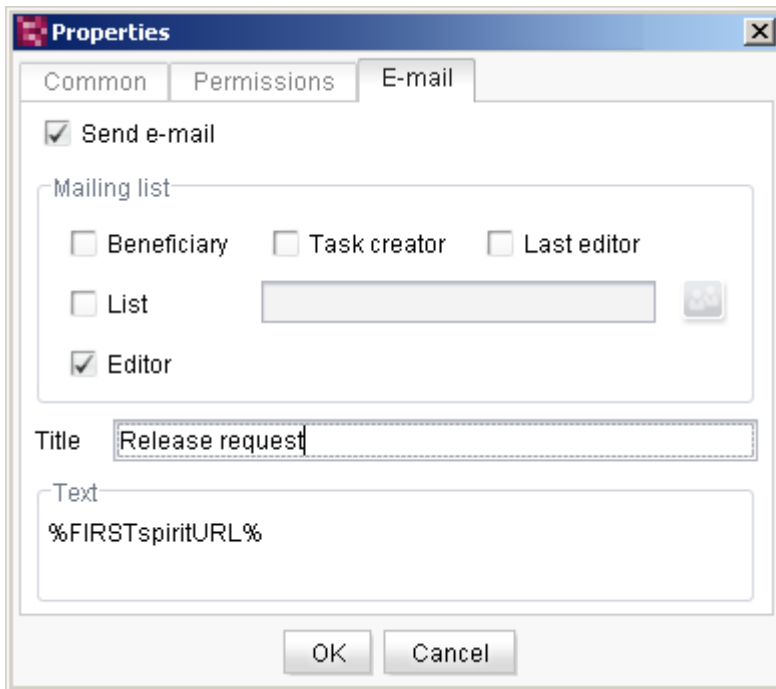 Properties
Common Permissions E-mail
Send e-mail
Mailing list
Beneficiary Task creator Last editor
List
Editor
Title Release request
Text
%FIRSTspiritURL%
OK Cancel